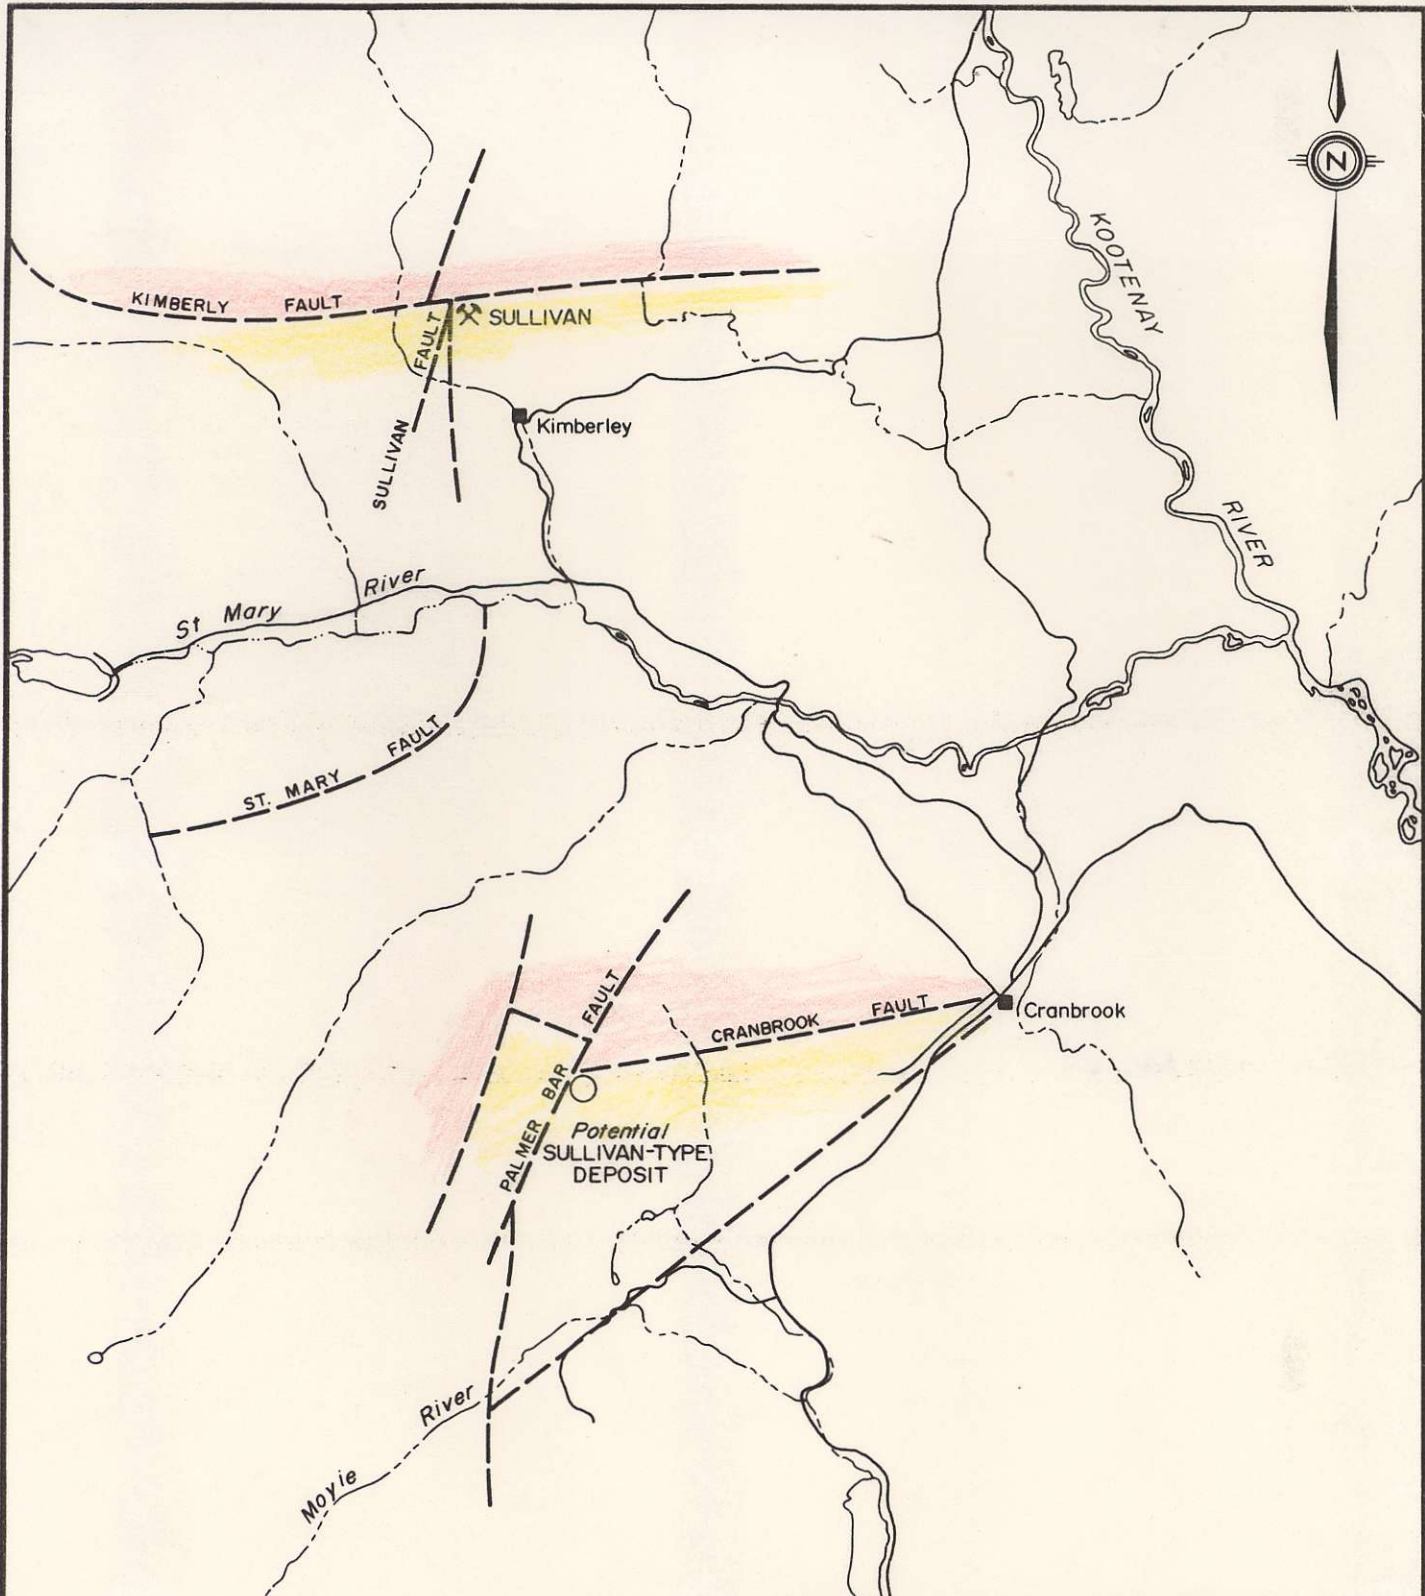 N
KOOTENAY
RIVER
KIMBERLY FAULT
SULLIVAN
SULLIVAN FAULT
Kimberley
St Mary River
ST. MARY FAULT
PALMER BAR FAULT
CRANBROOK FAULT
Cranbrook
Potential
SULLIVAN-TYPE
DEPOSIT
Moyie River